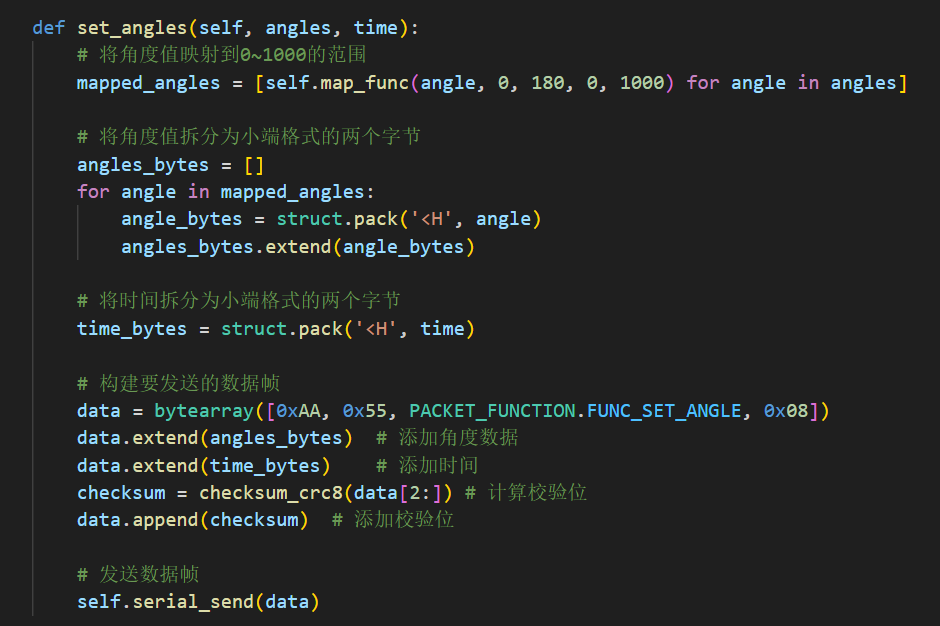 def set_angles(self, angles, time):
# 将角度值映射到0~1000的范围
mapped_angles = [self.map_func(angle, 0, 180, 0, 1000) for angle in angles]
# 将角度值拆分为小端格式的两个字节
angles_bytes = []
for angle in mapped_angles:
angle_bytes = struct.pack('<H', angle)
angles_bytes.extend(angle_bytes)
# 将时间拆分为小端格式的两个字节
time_bytes = struct.pack('<H', time)
# 构建要发送的数据帧
data = bytearray([0xAA, 0x55, PACKET_FUNCTION.FUNC_SET_ANGLE, 0x08])
data.extend(angles_bytes)  # 添加角度数据
data.extend(time_bytes)    # 添加时间
checksum = checksum_crc8(data[2:]) # 计算校验位
data.append(checksum)  # 添加校验位
# 发送数据帧
self.serial_send(data)